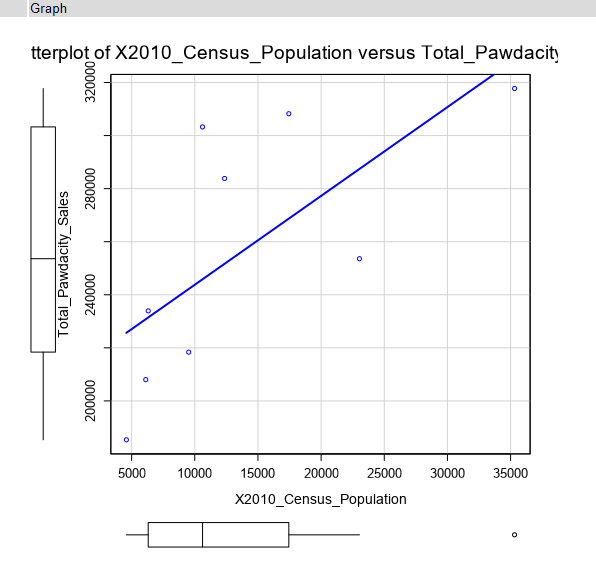 Graph
tterplot of X2010_Census_Population versus Total_Pawdacity
320000
280000
240000
200000
Total_Pawdacity_Sales
5000 10000 15000 20000 25000 30000 35000
X2010_Census_Population